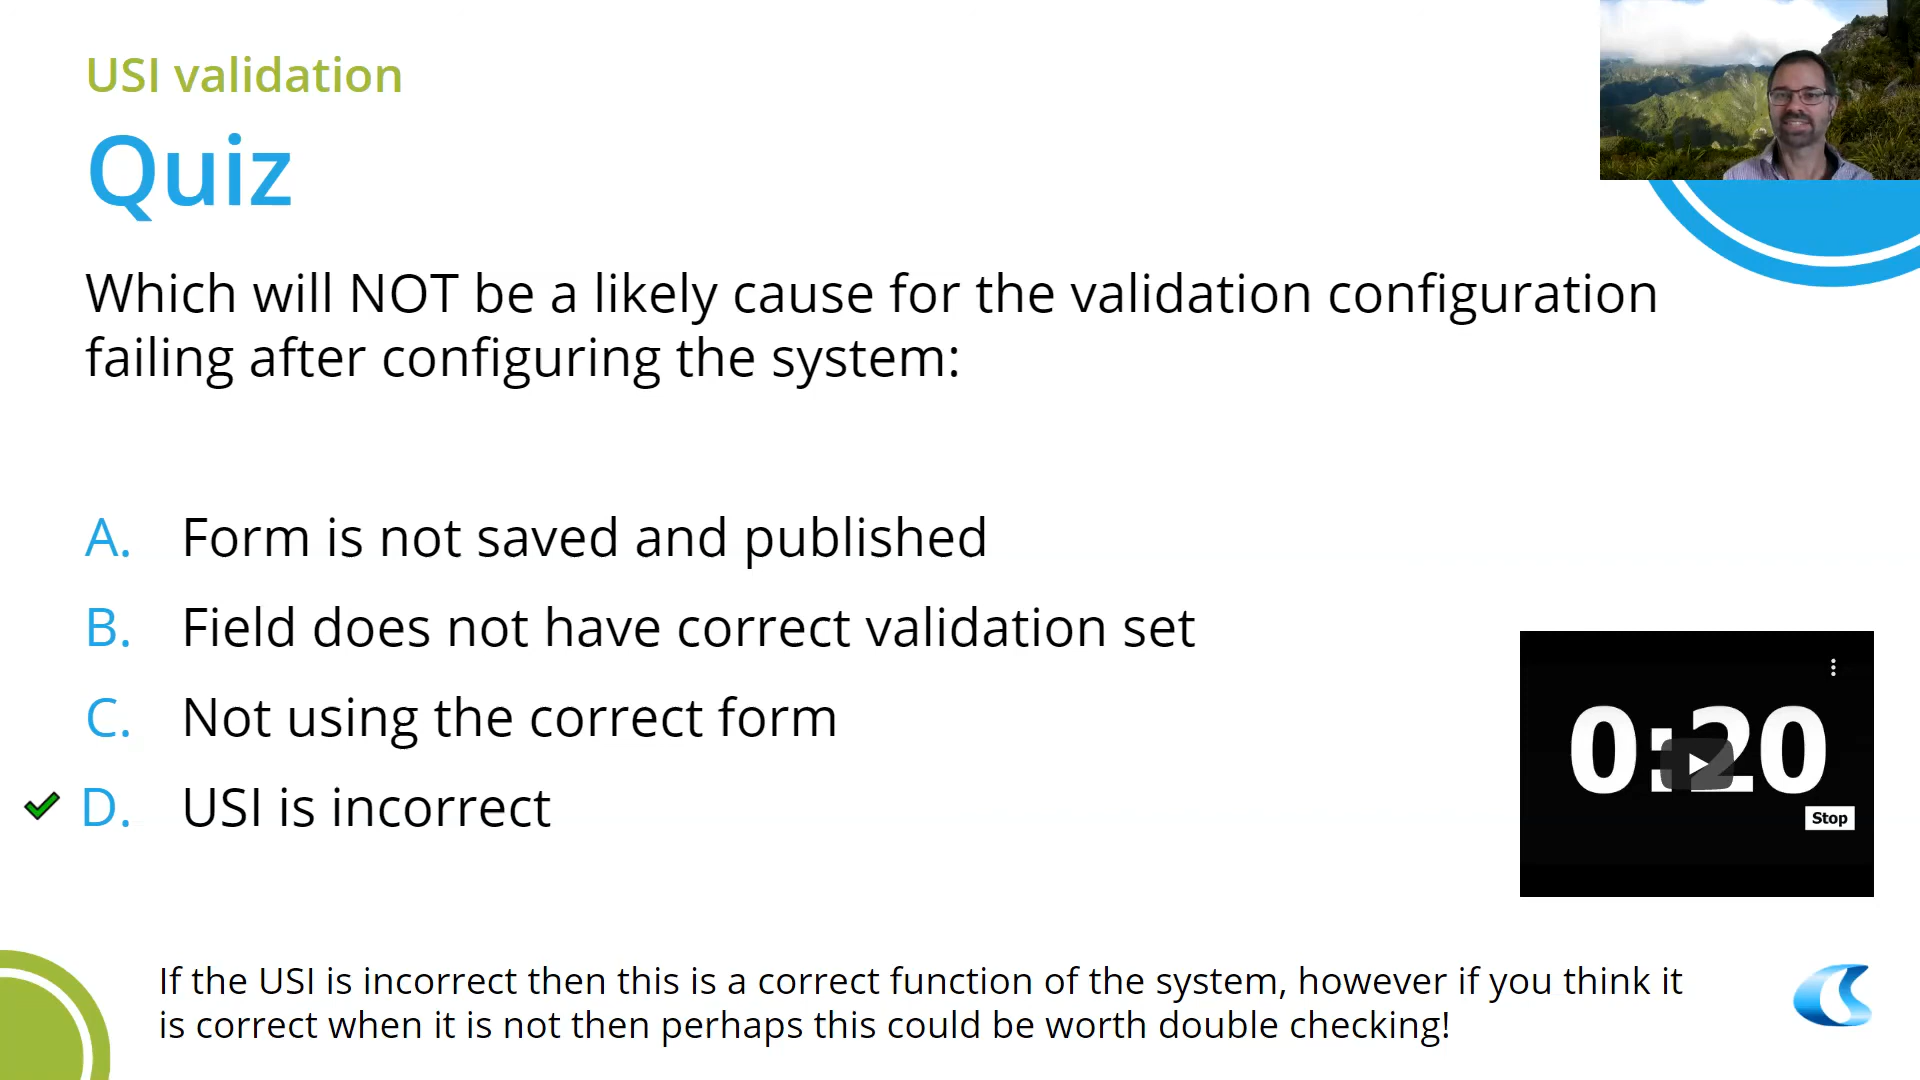 USI validation
Quiz
Which will NOT be a likely cause for the validation configuration
failing after configuring the system:
A. Form is not saved and published
B. Field does not have correct validation set
C. Not using the correct form
D. USI is incorrect
0:20
Stop
If the USI is incorrect then this is a correct function of the system, however if you think it
is correct when it is not then perhaps this could be worth double checking!